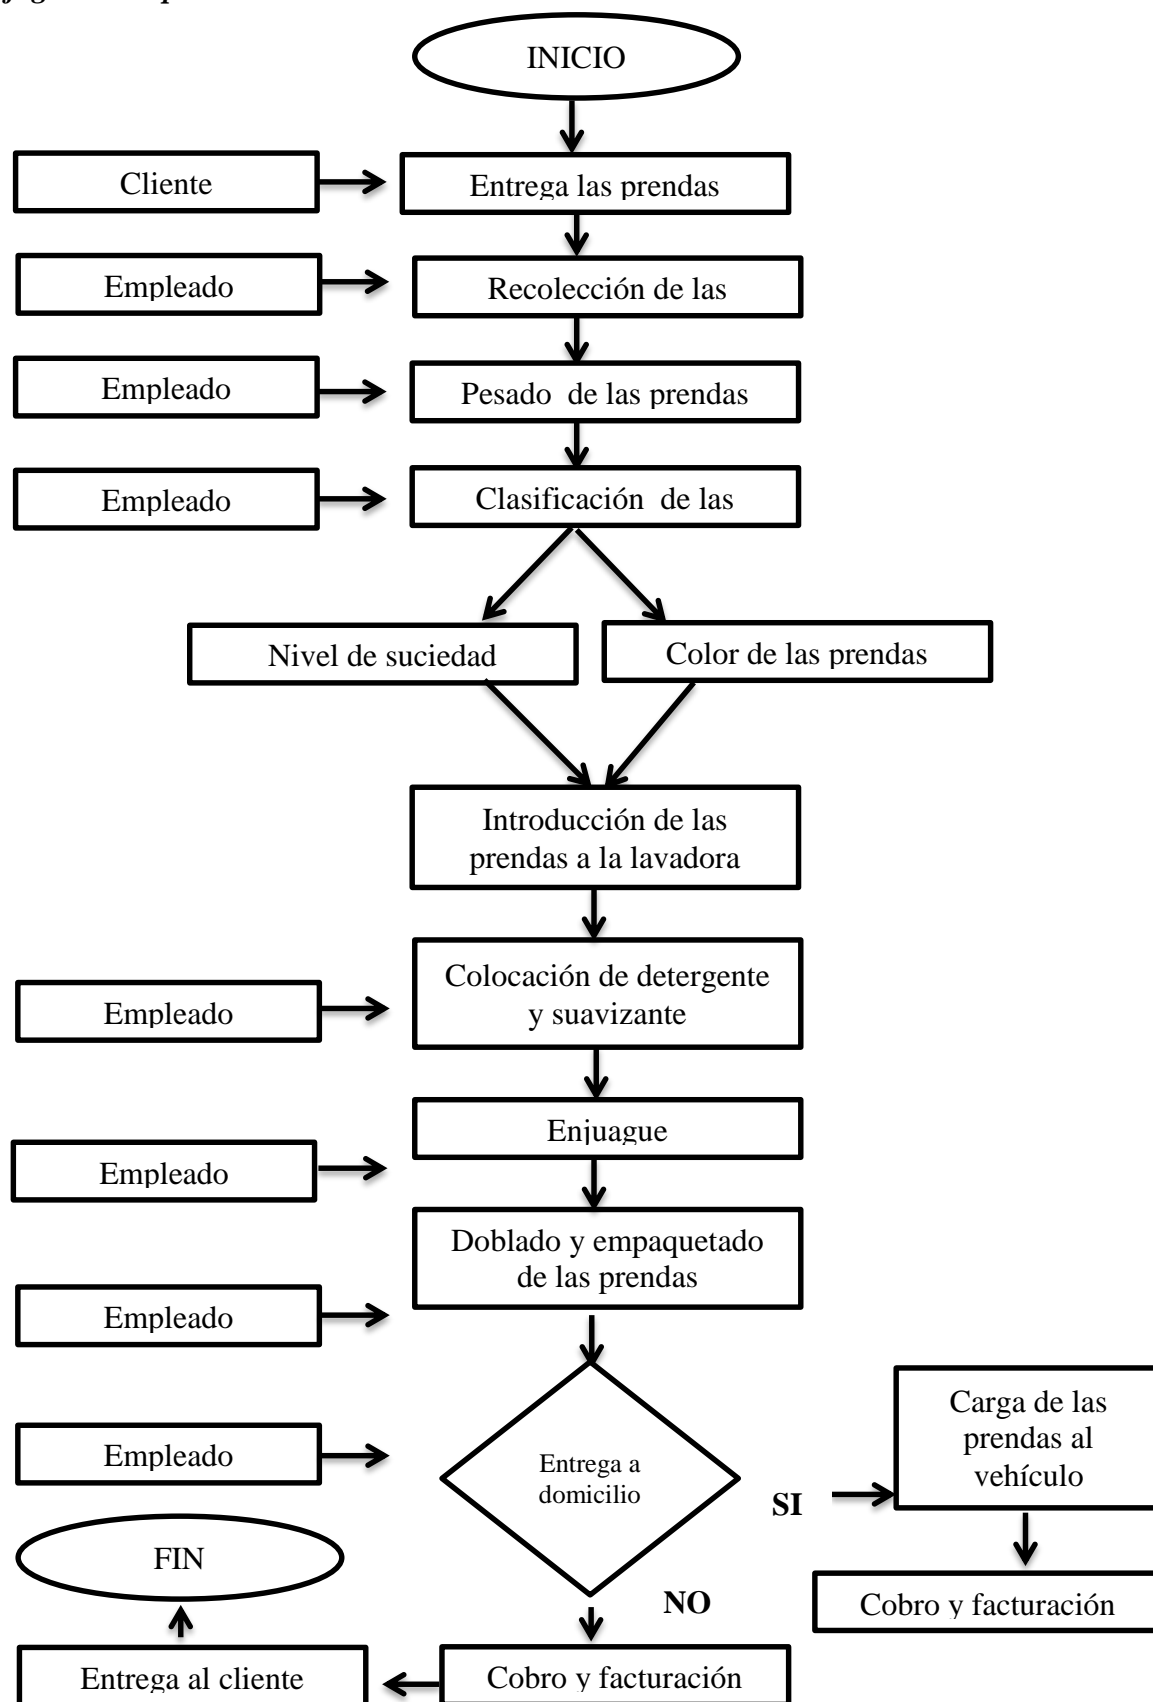 INICIO
Cliente
Entrega las prendas
Empleado
Recolección de las
Empleado
Pesado de las prendas
Empleado
Clasificación de las
Nivel de suciedad
Color de las prendas
Introducción de las
prendas a la lavadora
Colocación de detergente
y suavizante
Empleado
Enjuague
Empleado
Doblado y empaquetado
de las prendas
Empleado
Empleado
Entrega a
domicilio
SI
Carga de las
prendas al
vehículo
FIN
NO
Cobro y facturación
Entrega al cliente
Cobro y facturación